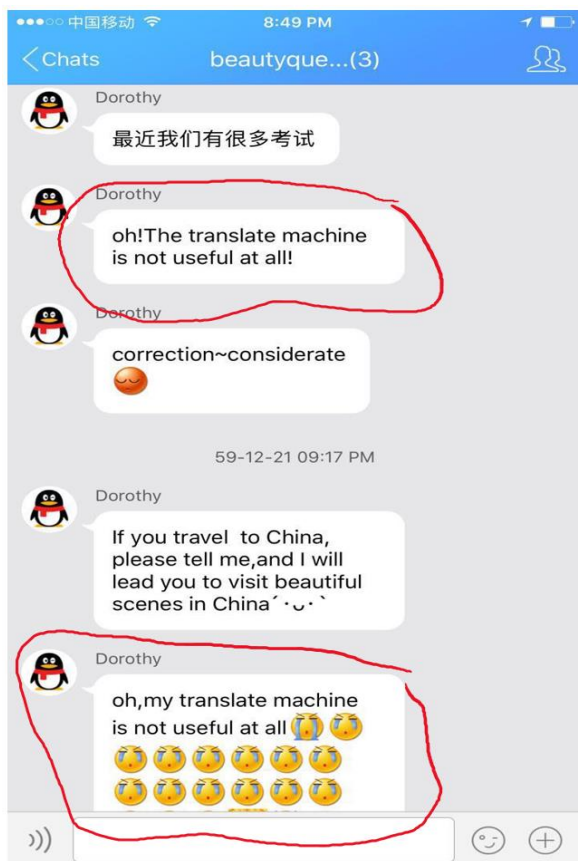 中国移动
8:49 PM
Chats
beautyque...(3)
Dorothy
最近我们有很多考试
Dorothy
oh!The translate machine
is not useful at all!
Dorothy
correction~considerate
59-12-21 09:17 PM
Dorothy
If you travel  to China,
please tell me,and I will
lead you to visit beautiful
scenes in China´･ᴗ･`
Dorothy
oh,my translate machine
is not useful at all